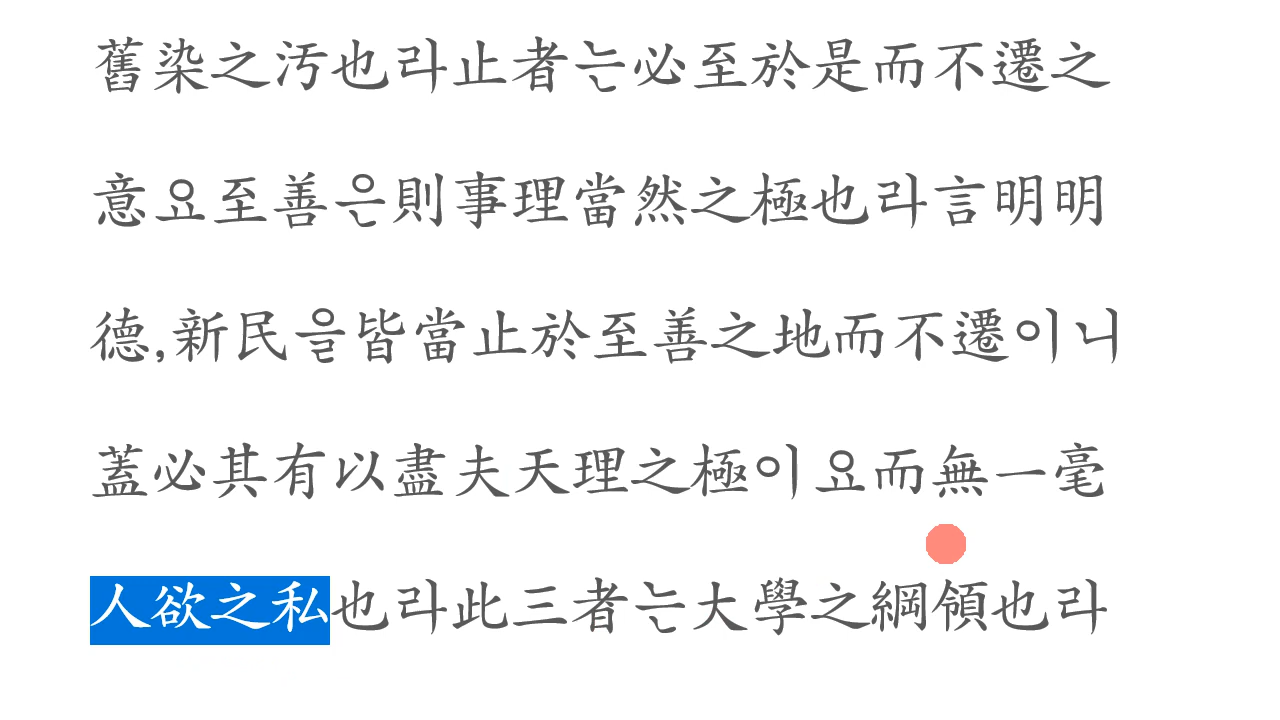 舊染之汚也라止者는必至於是而不遷之
意요至善은則事理當然之極也라言明明
德,新民을皆當止於至善之地而不遷이니
蓋必其有以盡夫天理之極이요而無一毫
人欲之私也라此三者는大學之綱領也라